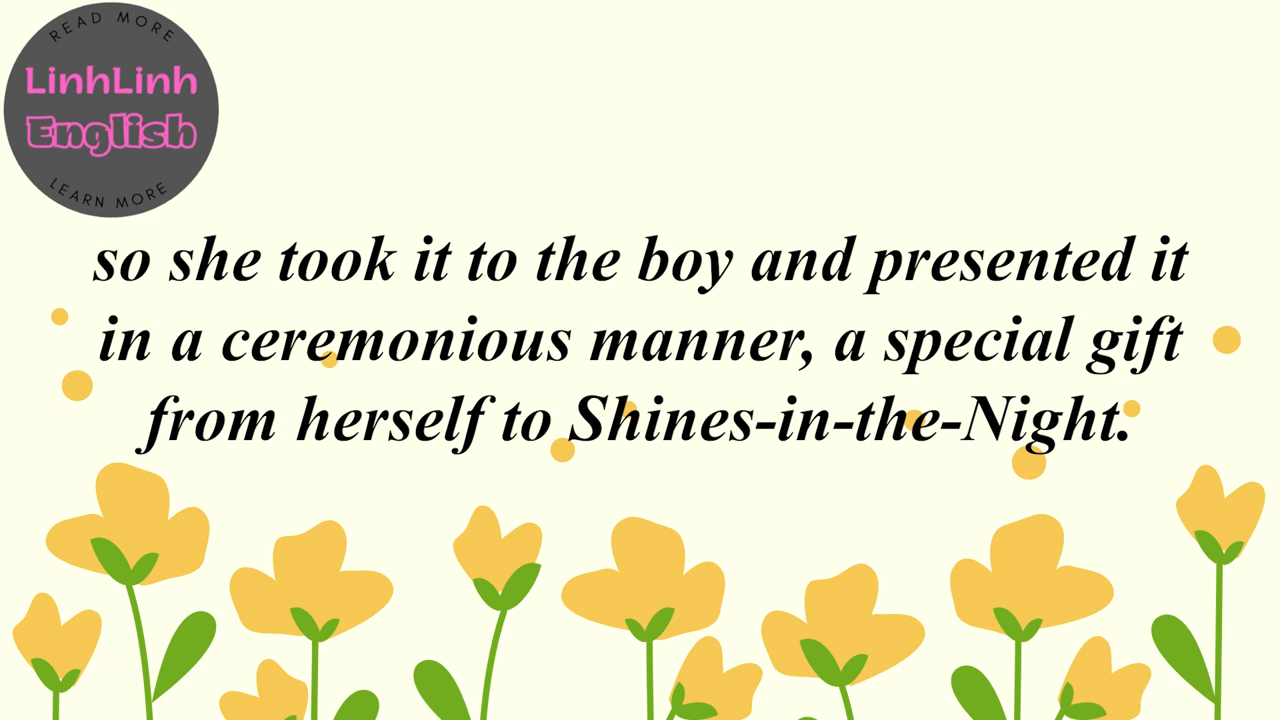 READ MORE
LinhLinh
English
LEARN MORE
so she took it to the boy and presented it
in a ceremonious manner, a special gift
from herself to Shines-in-the-Night.